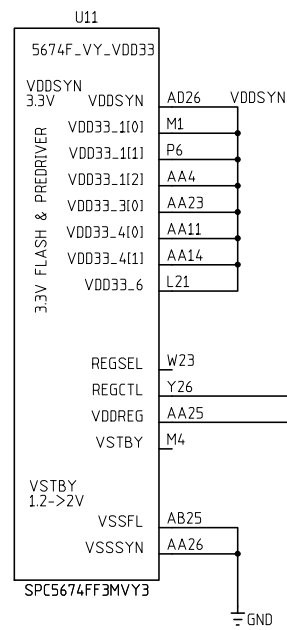 U11
5674F_VY_VDD33
VDDSYN
3.3V
VDDSYN AD26 VDDSYN
VDD33_1[0] M1
VDD33_1[1] P6
VDD33_1[2] AA4
VDD33_3[0] AA23
VDD33_4[0] AA11
VDD33_4[1] AA14
VDD33_6 L21
3.3V FLASH & PREDRIVER
REGSEL W23
REGCTL Y26
VDDREG AA25
VSTBY M4
VSTBY
1.2->2V
VSSFL AB25
VSSSYN AA26
SPC5674FF3MVY3
GND